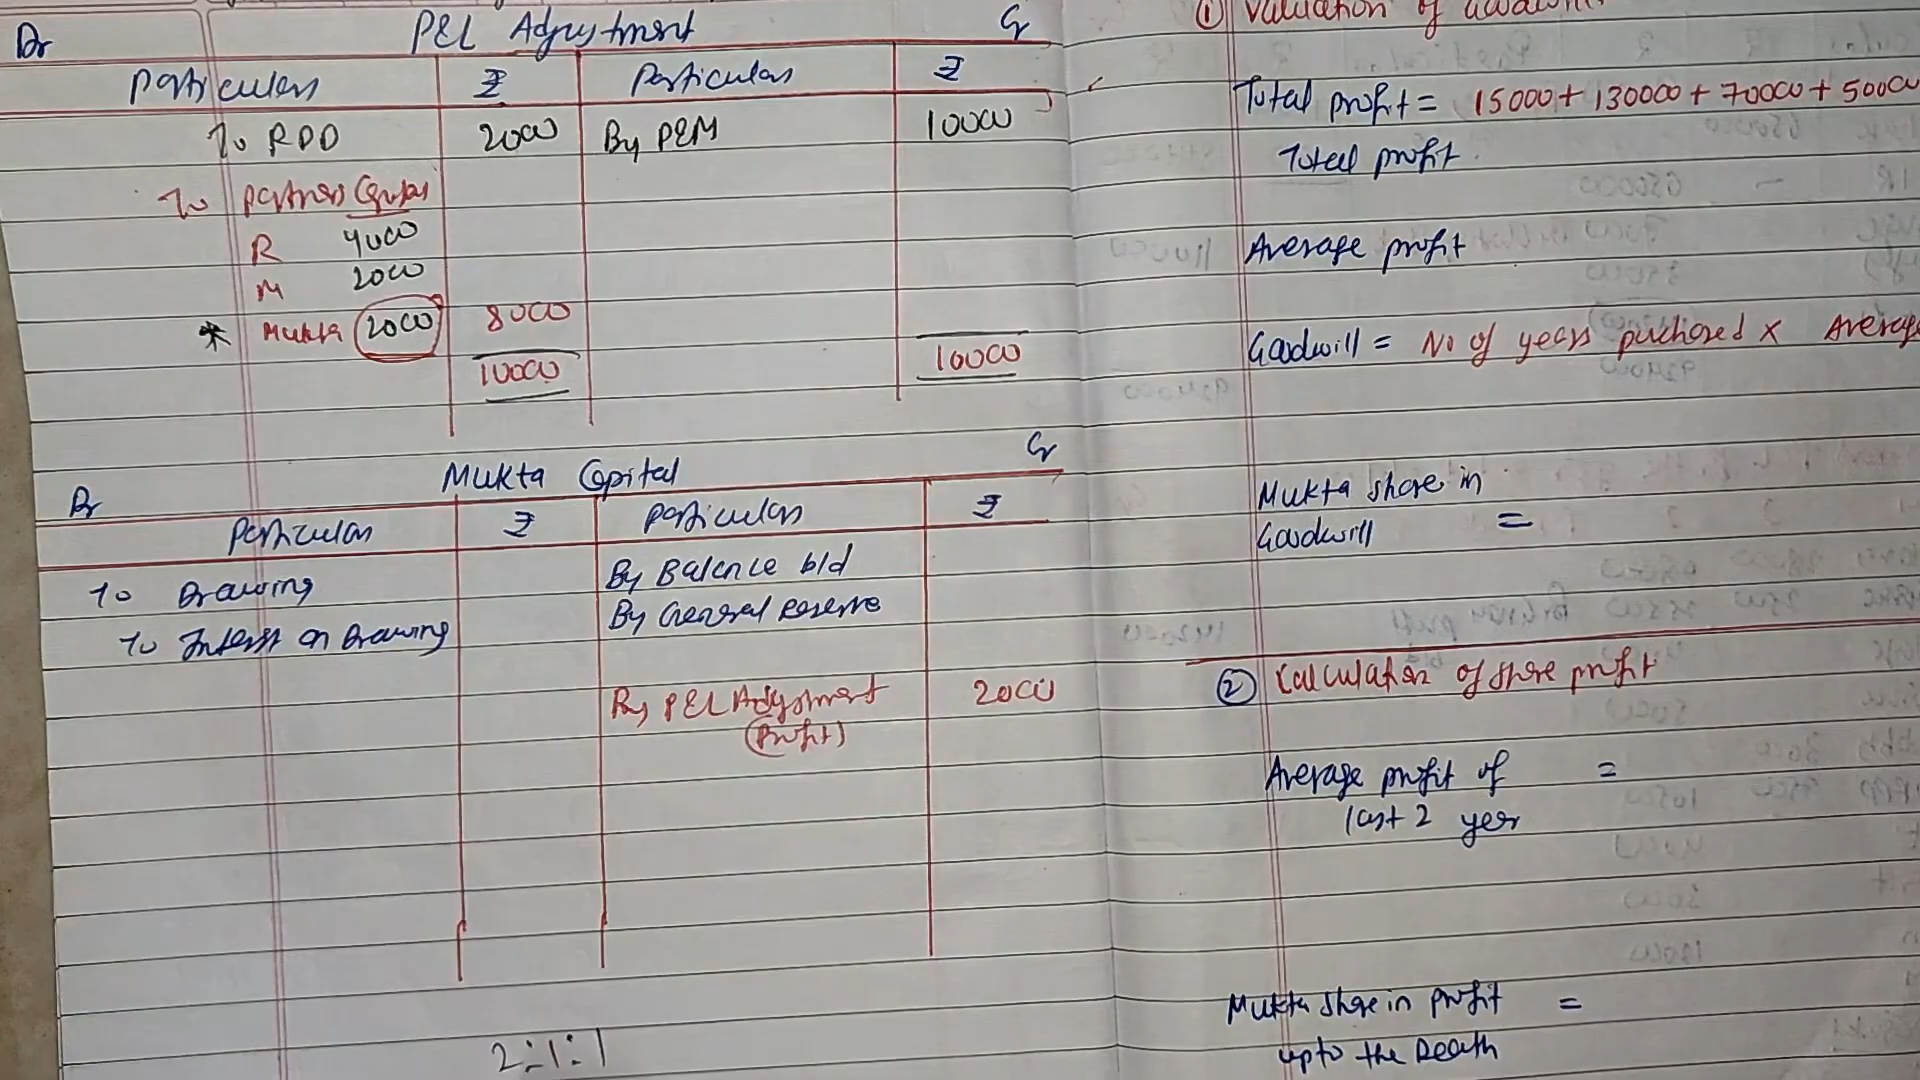 Dr P&L Adjustment Cr
Particulars ₹ Particulars ₹
To RDD 2000 By P&M 10000
To Partners Capital
R 4000
M 2000
* Mukta 2000 8000
10000 10000
Dr Mukta Capital Cr
Particulars ₹ Particulars ₹
To Drawing By Balance b/d
To Interest on Drawing By General Reserve
By P&L Adjustment 2000
(Profit)
2:1:1
① Valuation of Goodwill
Total profit = 15000 + 130000 + 70000 + 5000
Total profit
Average profit
Goodwill = No of years purchased × Average
Mukta share in
Goodwill =
② Calculation of share profit
Average profit of =
last 2 year
Mukta share in profit =
upto the Death